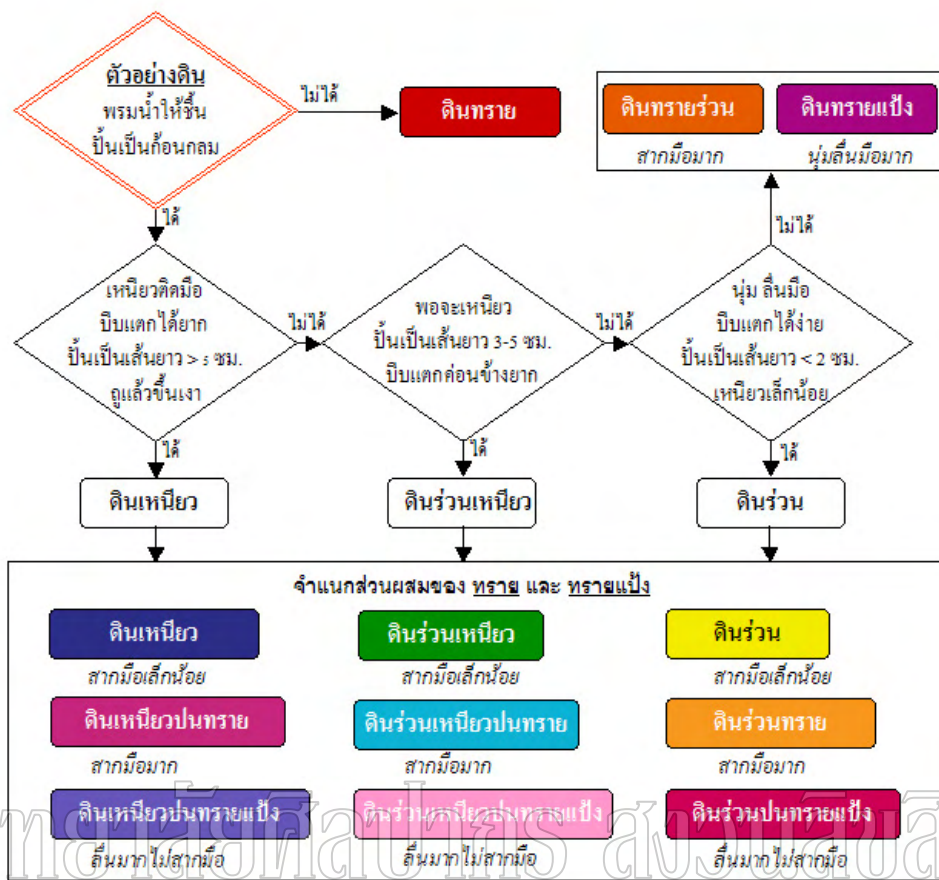 ตัวอย่างดิน
พรมน้ำให้ชื้น
ปั้นเป็นก้อนกลม
ไม่ได้
ดินทราย
ดินทรายร่วน
สากมือมาก
ดินทรายแป้ง
นุ่มลื่นมือมาก
ได้
ไม่ได้
เหนียวติดมือ
บีบแตกได้ยาก
ปั้นเป็นเส้นยาว > 5 ซม.
ถูแล้วขึ้นเงา
ไม่ได้
พอจะเหนียว
ปั้นเป็นเส้นยาว 3-5 ซม.
บีบแตกค่อนข้างยาก
ไม่ได้
นุ่ม ลื่นมือ
บีบแตกได้ง่าย
ปั้นเป็นเส้นยาว < 2 ซม.
เหนียวเล็กน้อย
ได้
ได้
ได้
ดินเหนียว
ดินร่วนเหนียว
ดินร่วน
จำแนกส่วนผสมของ ทราย และ ทรายแป้ง
ดินเหนียว
สากมือเล็กน้อย
ดินร่วนเหนียว
สากมือเล็กน้อย
ดินร่วน
สากมือเล็กน้อย
ดินเหนียวปนทราย
สากมือมาก
ดินร่วนเหนียวปนทราย
สากมือมาก
ดินร่วนทราย
สากมือมาก
ดินเหนียวปนทรายแป้ง
ลื่นมาก ไม่สากมือ
ดินร่วนเหนียวปนทรายแป้ง
ลื่นมาก ไม่สากมือ
ดินร่วนปนทรายแป้ง
ลื่นมาก ไม่สากมือ